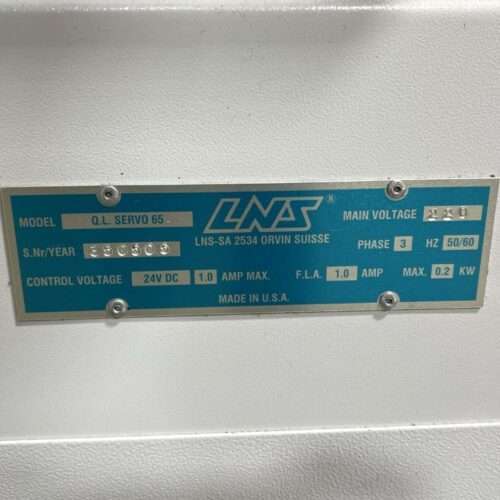 MODEL Q.L. SERVO 65 LNS ® MAIN VOLTAGE 220
LNS-SA 2534 ORVIN SUISSE
S.Nr/YEAR PHASE 3 HZ 50/60
CONTROL VOLTAGE 24V DC 1.0 AMP MAX. F.L.A. 1.0 AMP MAX. 0.2 KW
MADE IN U.S.A.